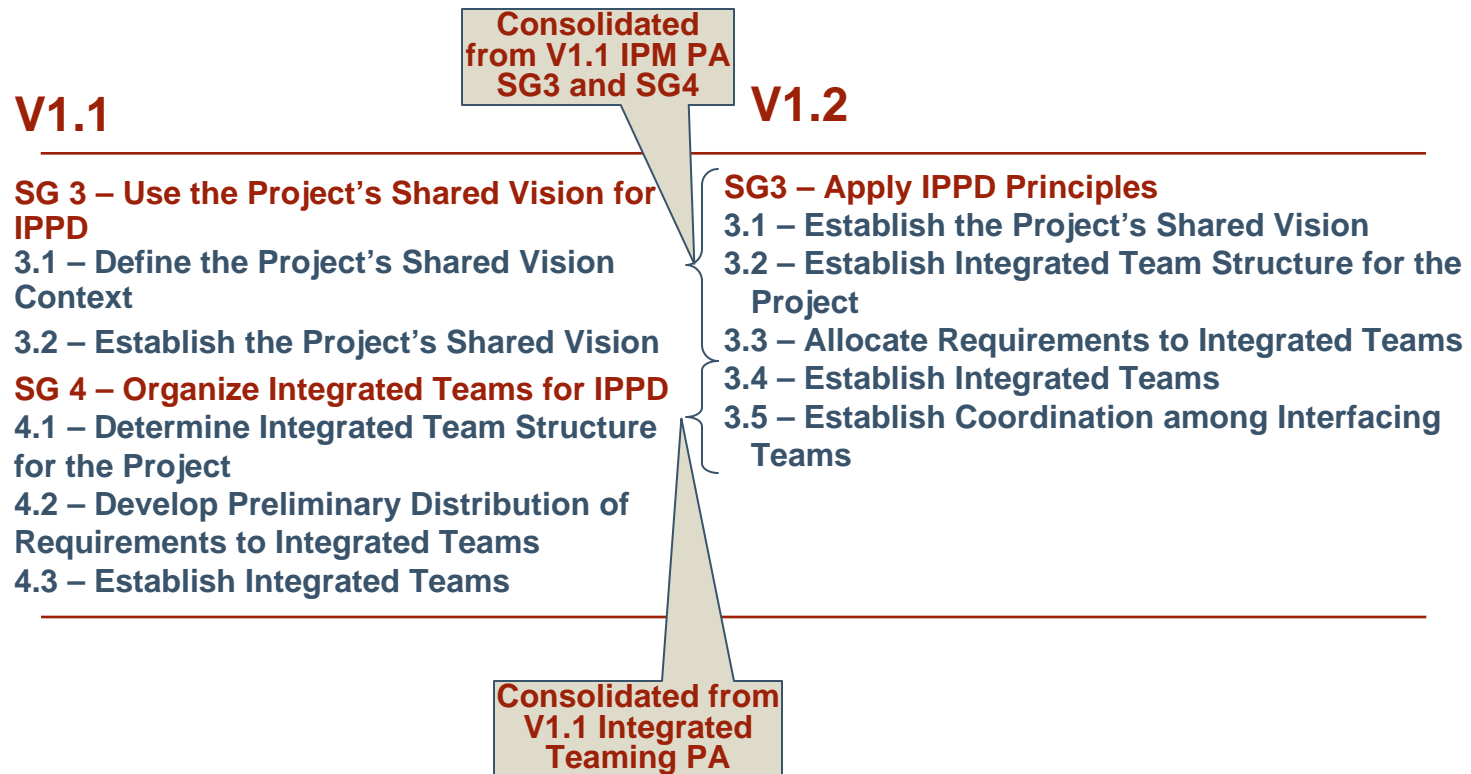 Consolidated
from V1.1 IPM PA
SG3 and SG4
V1.1
V1.2
SG 3 – Use the Project’s Shared Vision for
IPPD
3.1 – Define the Project’s Shared Vision
Context
3.2 – Establish the Project’s Shared Vision
SG 4 – Organize Integrated Teams for IPPD
4.1 – Determine Integrated Team Structure
for the Project
4.2 – Develop Preliminary Distribution of
Requirements to Integrated Teams
4.3 – Establish Integrated Teams
SG3 – Apply IPPD Principles
3.1 – Establish the Project’s Shared Vision
3.2 – Establish Integrated Team Structure for the
Project
3.3 – Allocate Requirements to Integrated Teams
3.4 – Establish Integrated Teams
3.5 – Establish Coordination among Interfacing
Teams
Consolidated from
V1.1 Integrated
Teaming PA